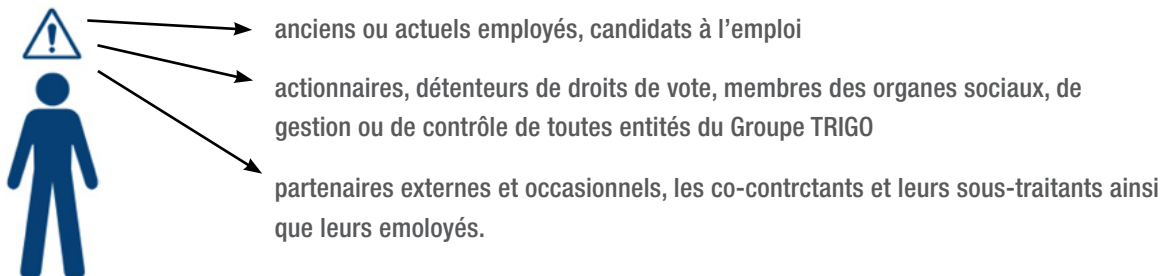 anciens ou actuels employés, candidats à l’emploi
actionnaires, détenteurs de droits de vote, membres des organes sociaux, de
gestion ou de contrôle de toutes entités du Groupe TRIGO
partenaires externes et occasionnels, les co-contrctants et leurs sous-traitants ainsi
que leurs emoloyés.